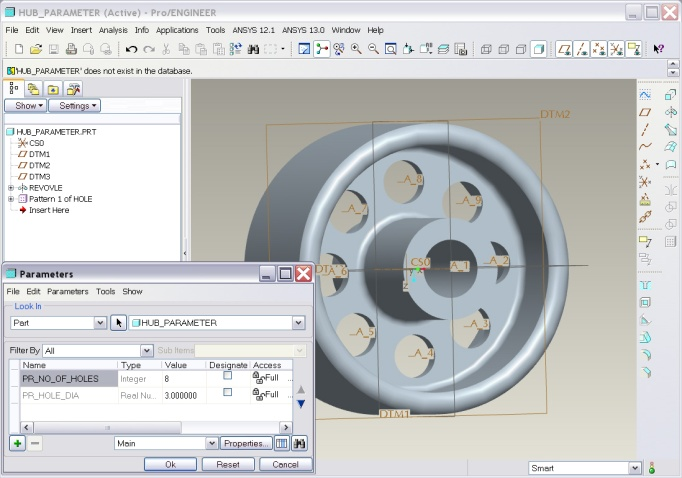 HUB_PARAMETER (Active) - Pro/ENGINEER
File Edit View Insert Analysis Info Applications Tools ANSYS 12.1 ANSYS 13.0 Window Help
'HUB_PARAMETER' does not exist in the database.
Show Settings
HUB_PARAMETER.PRT
CS0
DTM1
DTM2
DTM3
REVOVLE
Pattern 1 of HOLE
Insert Here
DTM2
_A_8
_A_9
_A_7
CS0
A_1
A_2
A_6
Z
_A_3
_A_5
_A_4
DTM1
Parameters
File Edit Parameters Tools Show
Look In
Part HUB_PARAMETER
Filter By All Sub Items
Name Type Value Designate Access
PR_NO_OF_HOLES Integer 8 Full ...
PR_HOLE_DIA Real Nu... 3.000000 Full ...
Main Properties...
Ok Reset Cancel
Smart